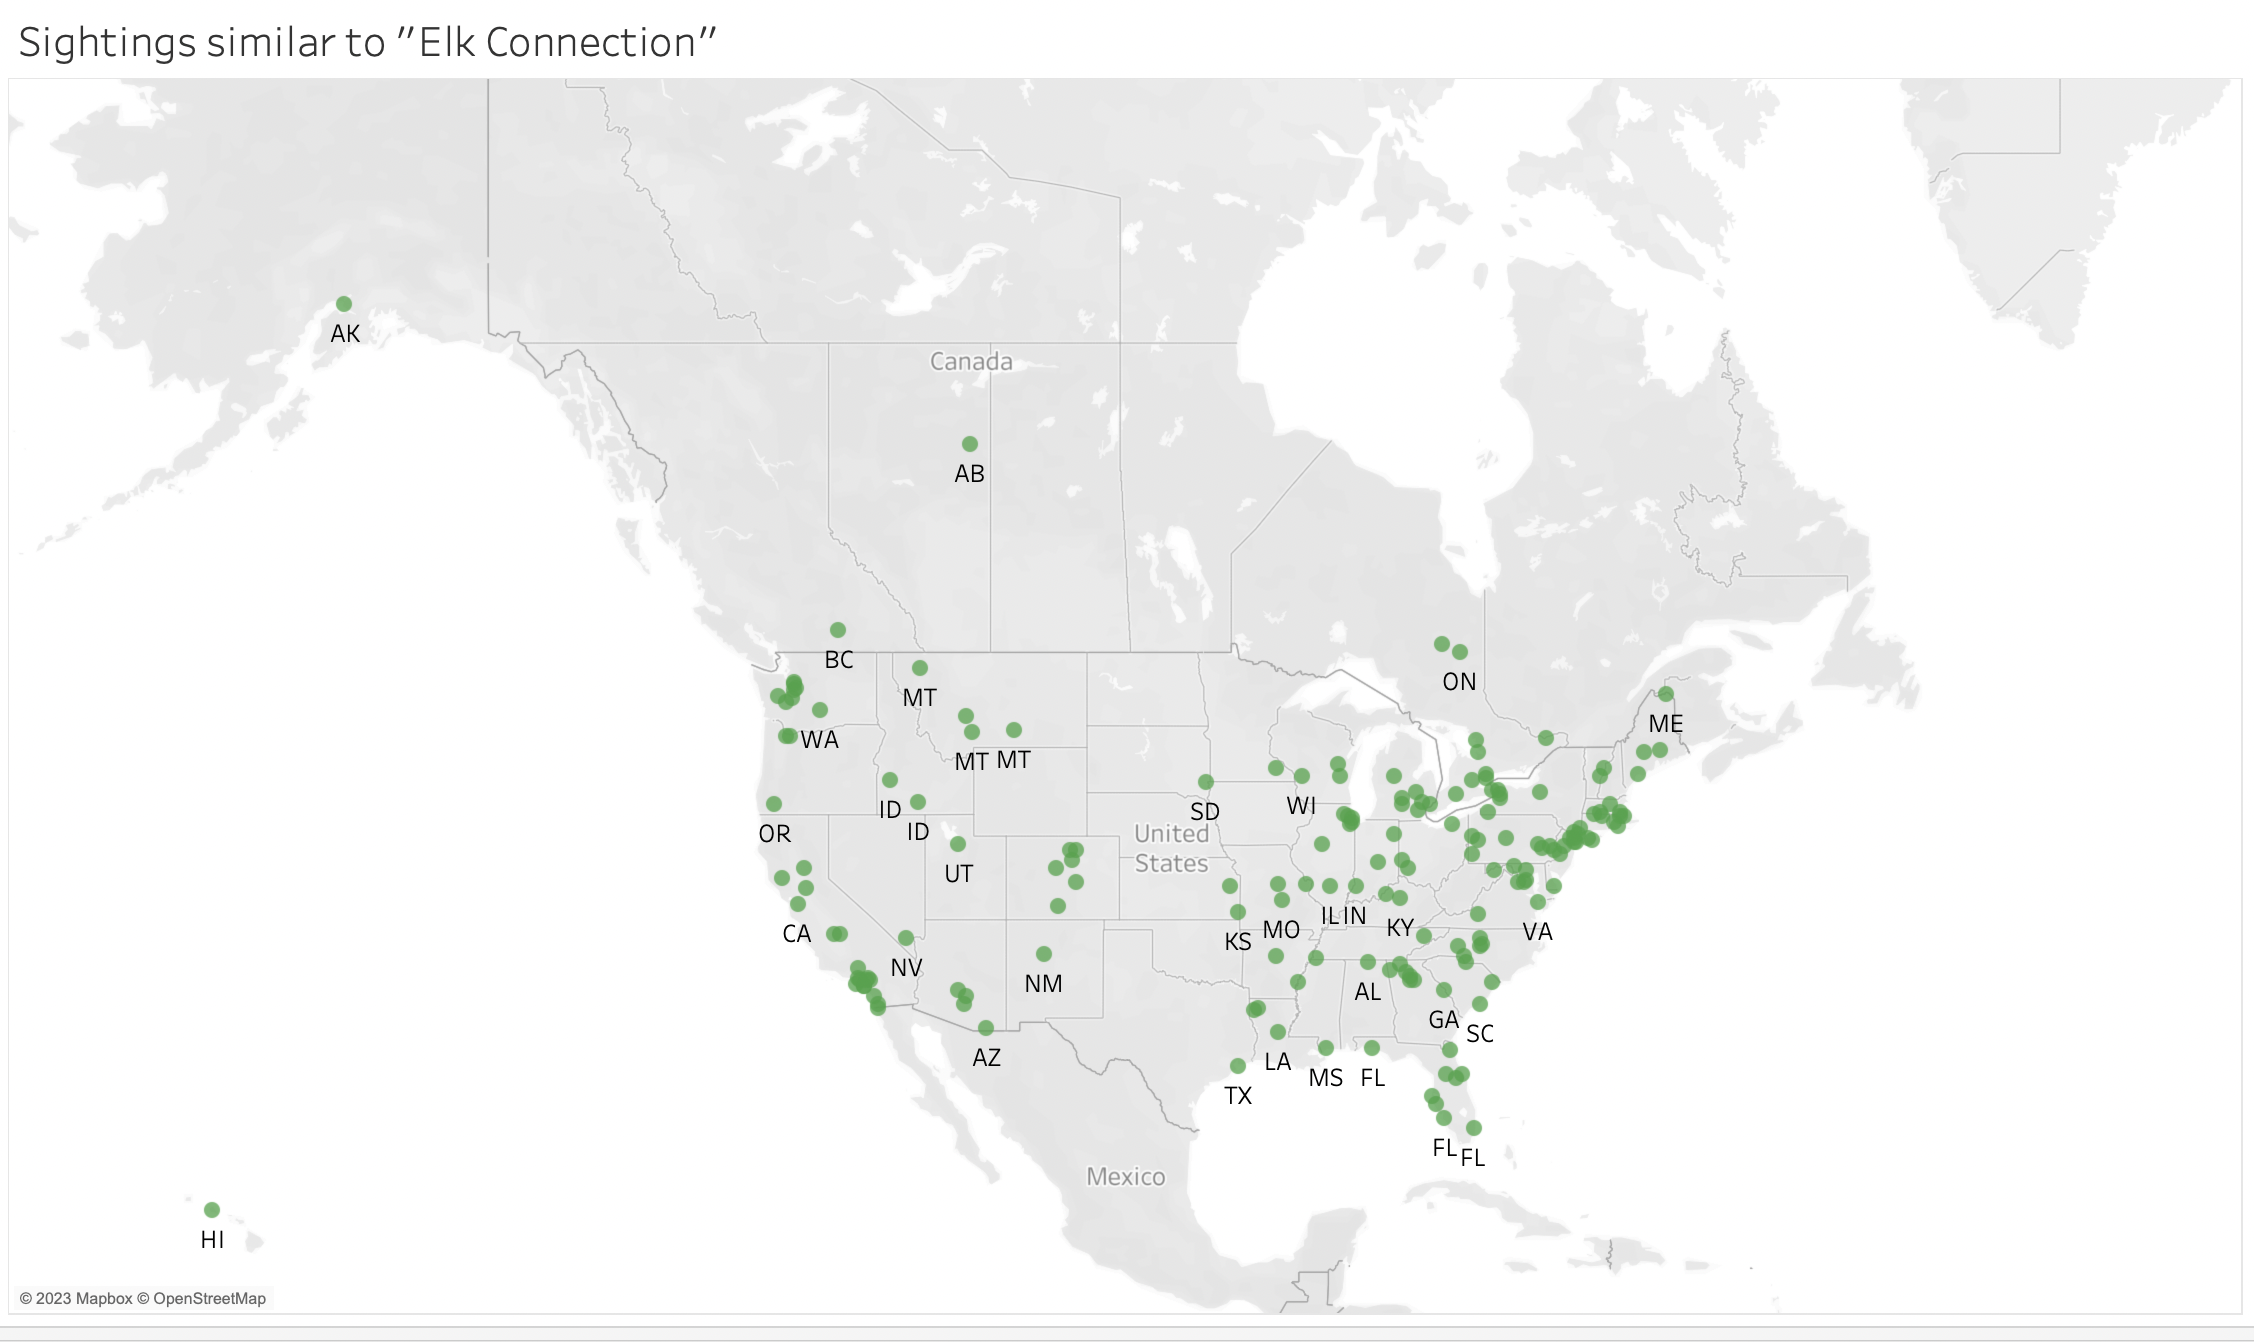 Sightings similar to "Elk Connection"
AK
Canada
AB
BC
MT
ON
ME
WA
MT MT
ID
ID
SD
WI
OR
United
States
UT
CA
KS
MO
IL IN
KY
VA
NV
NM
AL
GA
SC
AZ
LA
MS
FL
TX
FL
FL
Mexico
HI
© 2023 Mapbox © OpenStreetMap